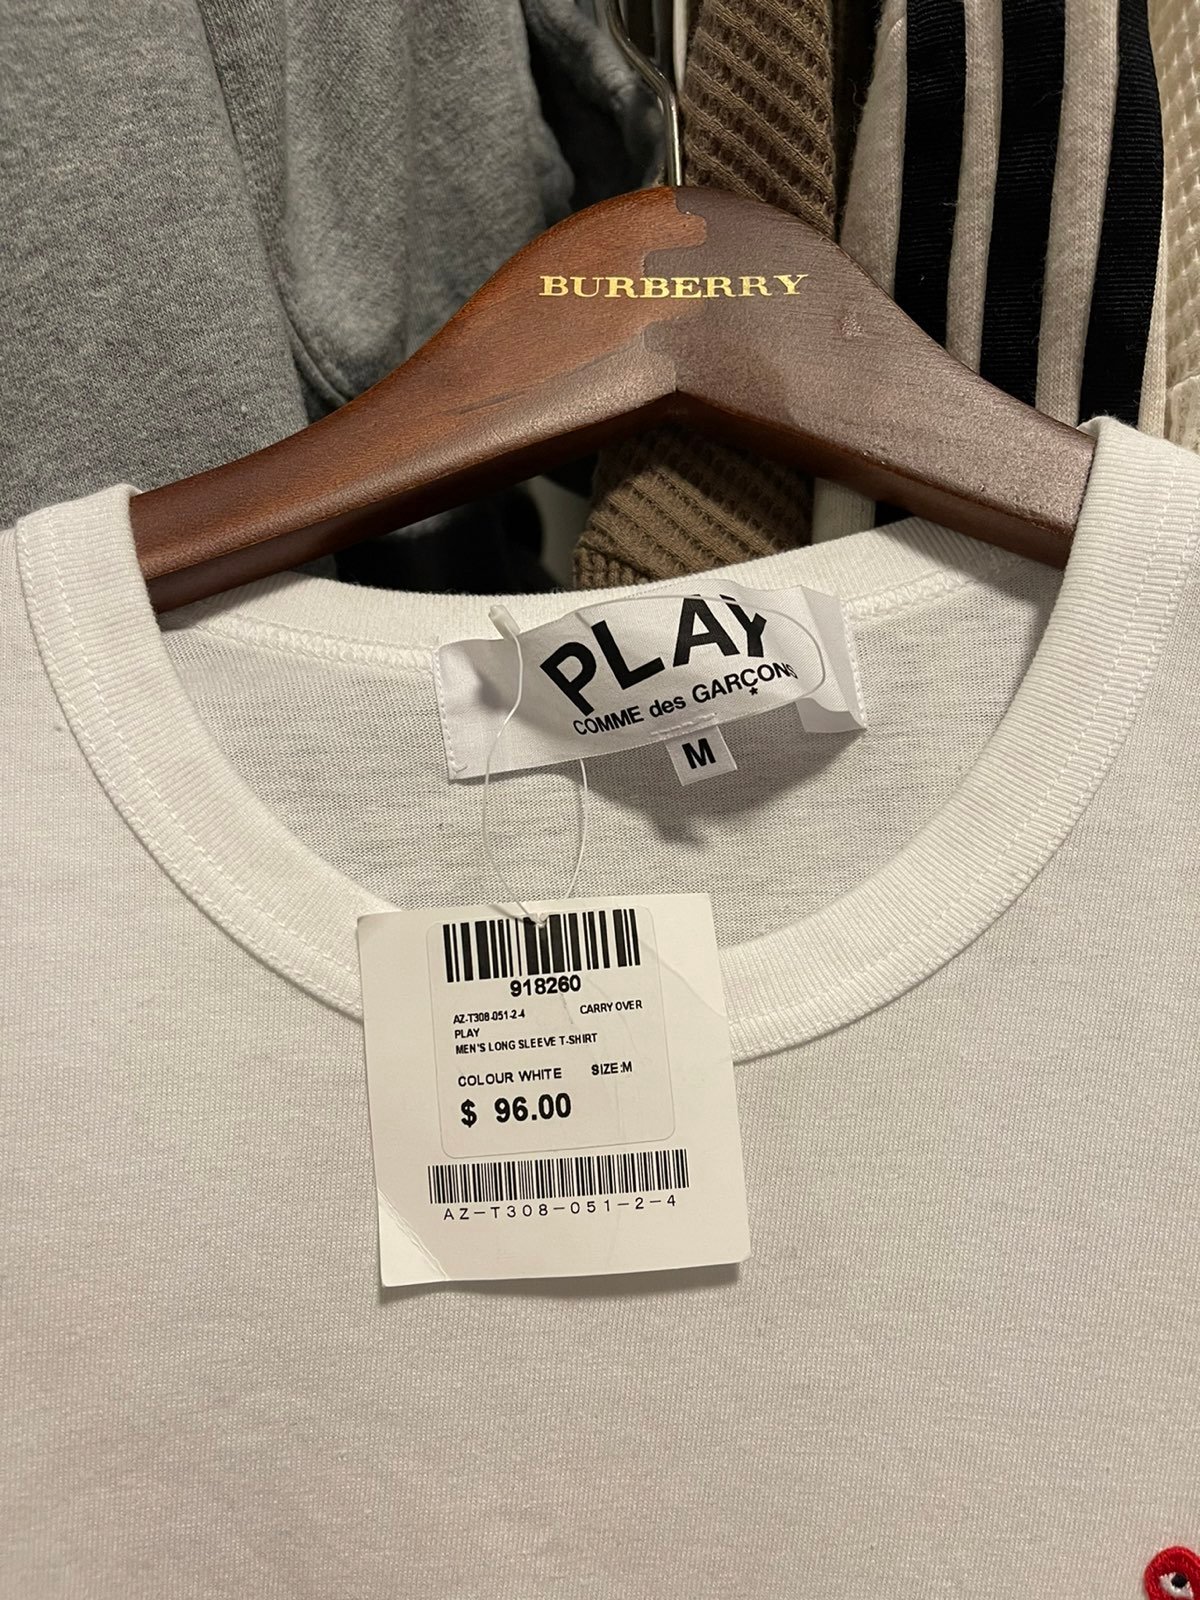 BURBERRY
PLAY
COMME des GARÇONS
M
918260
AZ-T308-051-2-4 CARRY OVER
PLAY
MEN'S LONG SLEEVE T-SHIRT
COLOUR WHITE SIZE:M
$ 96.00
AZ-T308-051-2-4